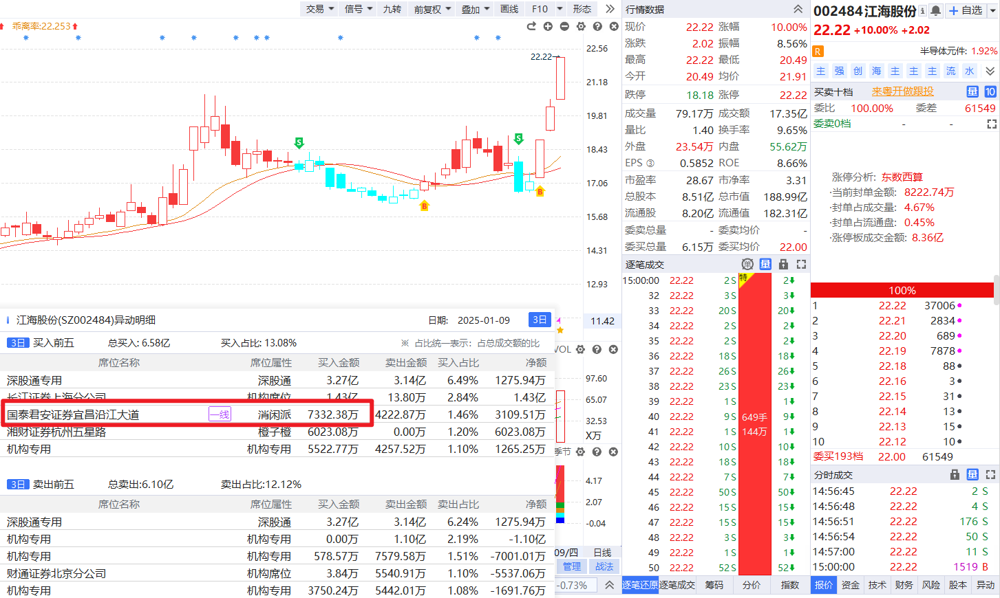 交易 信号 九转 前复权 叠加 画线 F10 形态
乖离率:22.253
22.22
22.56
21.18
19.81
18.43
17.06
15.68
14.31
12.93
11.42
S
S
B
B
江海股份(SZ002484)异动明细 日期: 2025-01-09 3日
3日 买入前五 总买入: 6.58亿 买入占比: 13.08% ※ 占比统一表示：占总成交额的比
席位名称 席位属性 买入金额 卖出金额 买入占比 净额
深股通专用 深股通 3.27亿 3.14亿 6.49% 1275.94万
长江证券上海分公司 机构席位 1.43亿 13.80万 2.84% 1.43亿
国泰君安证券宜昌沿江大道 一线 消闲派 7332.38万 4222.87万 1.46% 3109.51万
湘财证券杭州五星路 橙子橙 6023.08万 0.00万 1.20% 6023.08万
机构专用 机构专用 5522.77万 4257.52万 1.10% 1265.25万
3日 卖出前五 总卖出:6.10亿 卖出占比:12.12%
席位名称 席位属性 买入金额 卖出金额 卖出占比 净额
深股通专用 深股通 3.27亿 3.14亿 6.24% 1275.94万
机构专用 机构专用 0.00万 1.10亿 2.19% -1.10亿
机构专用 机构专用 578.57万 7579.58万 1.51% -7001.01万
财通证券北京分公司 机构席位 3.84万 5540.91万 1.10% -5537.06万
机构专用 机构专用 3750.24万 5442.01万 1.08% -1691.76万
VOL
97.60
65.07
32.53
X万
季节
4.17
2.07
-0.04
09/四 日线
管理 战法
-0.73%
行情数据
现价 22.22 涨幅 10.00%
涨跌 2.02 振幅 8.56%
最高 22.22 最低 20.49
今开 20.49 均价 21.91
跌停 18.18 涨停 22.22
成交量 79.17万 成交额 17.35亿
量比 1.40 换手率 9.65%
外盘 23.54万 内盘 55.62万
EPS ③ 0.5852 ROE 8.66%
市盈率 28.67 市净率 3.31
总股本 8.51亿 总市值 188.99亿
流通股 8.20亿 流通值 182.31亿
委卖总量 - 委卖均价 -
委买总量 6.15万 委买均价 22.00
逐笔成交 单 量
特
649手
144万
15:00:00 22.22 2 S 2
32 22.22 3 S 3
33 22.22 20 S 20
34 22.22 2 S 2
35 22.22 2 S 2
36 22.22 18 S 18
37 22.22 26 S 26
38 22.22 23 S 23
39 22.22 1 S 1
40 22.22 9 S 9
41 22.22 1 S 1
42 22.22 10 S 10
43 22.22 18 S 18
44 22.22 7 S 7
45 22.22 50 S 50
46 22.22 15 S 15
47 22.22 15 S 15
48 22.22 3 S 3
49 22.22 1 S 1
50 22.22 52 S 52
逐笔还原 逐笔成交 筹码 分价 指数
002484 江海股份 i + 自选
22.22 +10.00% +2.02
R 半导体元件: 1.92%
主 强 创 海 主 主 主 流 水
买卖十档 来粤开做跟投 量 10
委比 100.00% 委差 61549
委卖0档 - -
涨停分析: 东数西算
·当前封单金额: 8222.74万
·封单占成交量: 4.67%
·封单占流通盘: 0.45%
·涨停板成交金额: 8.36亿
100%
1 22.22 37006
2 22.21 2834
3 22.20 689
4 22.19 7878
5 22.18 88
6 22.16 3
7 22.15 31
8 22.14 13
9 22.13 15
10 22.12 10
委买193档 22.00 61549
分时成交 量
14:56:45 22.22 2 S
14:56:48 22.22 4 S
14:56:51 22.22 176 S
14:56:54 22.22 50 S
14:57:00 22.22 11 S
15:00:00 22.22 1519 B
报价 资金 技术 财务 风险 股本 异动